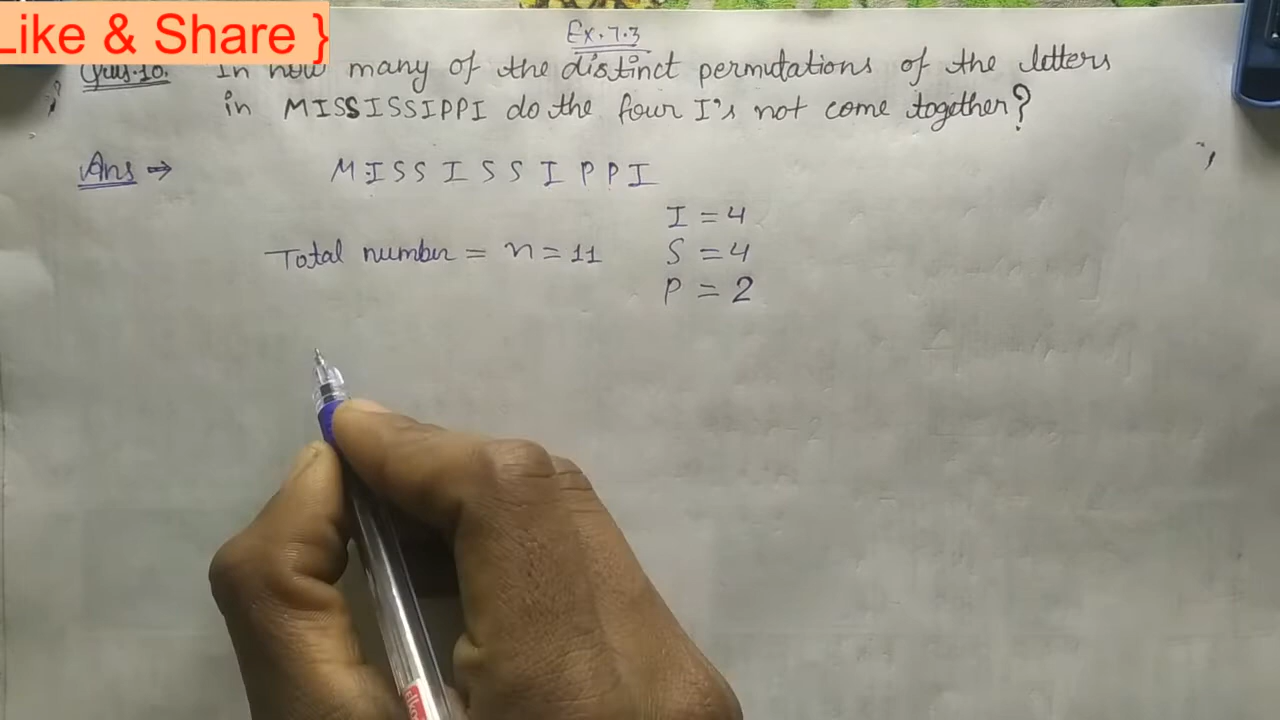 Like & Share }
Ex. 7.3
Ques. 10. In how many of the distinct permutations of the letters
in MISSISSIPPI do the four I's not come together?
Ans ⇒ M I S S I S S I P P I
I = 4
Total number = n = 11 S = 4
P = 2